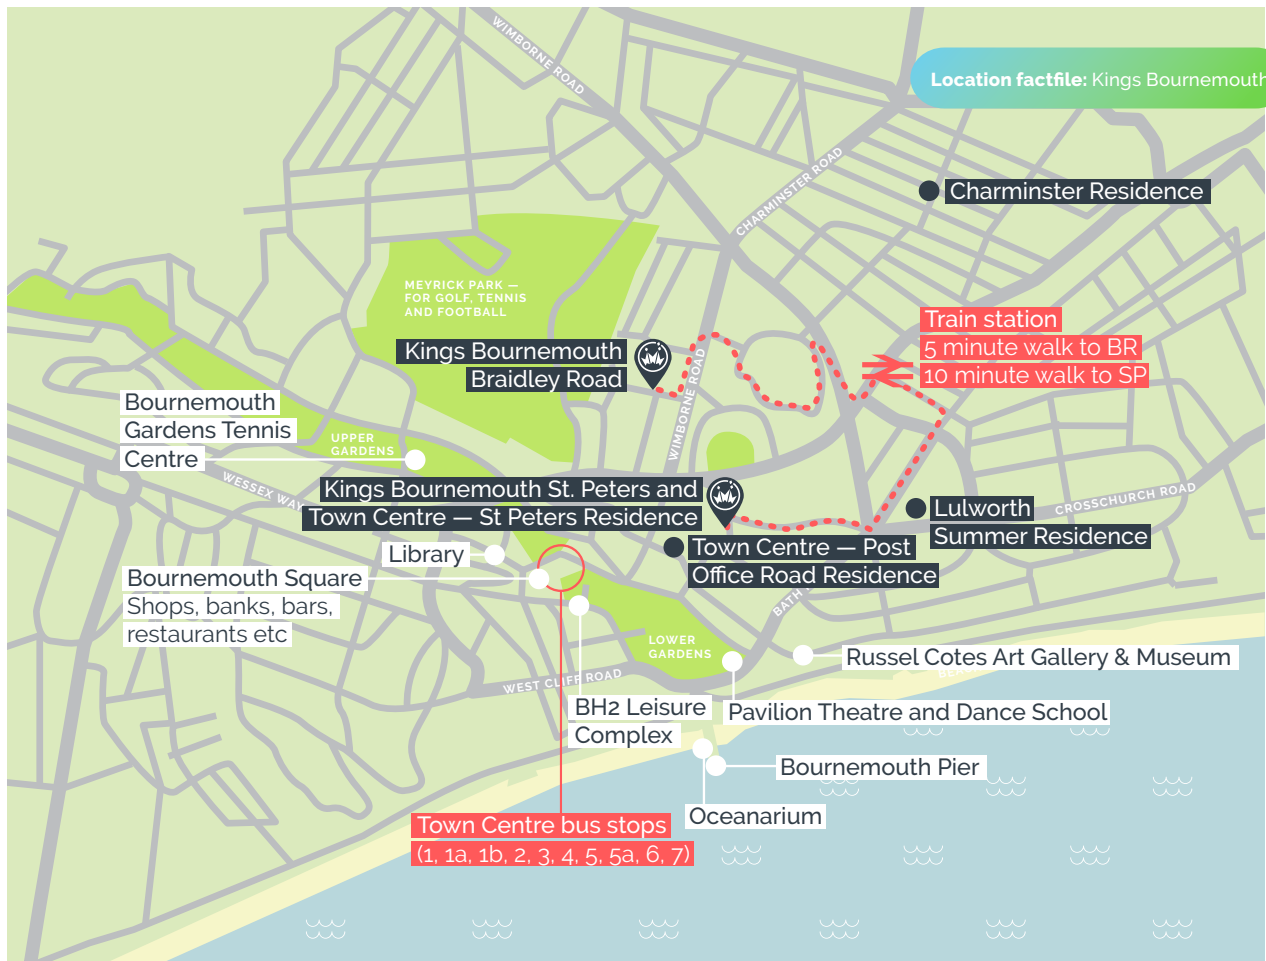 WIMBORNE ROAD
Location factfile: Kings Bournemouth
CHARMINSTER ROAD
Charminster Residence
MEYRICK PARK —
FOR GOLF, TENNIS
AND FOOTBALL
Train station
5 minute walk to BR
10 minute walk to SP
Kings Bournemouth
Braidley Road
WIMBORNE ROAD
Bournemouth
Gardens Tennis
Centre
UPPER
GARDENS
WESSEX WAY
Kings Bournemouth St. Peters and
Town Centre — St Peters Residence
CROSSCHURCH ROAD
Lulworth
Summer Residence
Library
Town Centre — Post
Office Road Residence
Bournemouth Square
Shops, banks, bars,
restaurants etc
BATH
LOWER
GARDENS
Russel Cotes Art Gallery & Museum
WEST CLIFF ROAD
BH2 Leisure
Complex
Pavilion Theatre and Dance School
Bournemouth Pier
Oceanarium
Town Centre bus stops
(1, 1a, 1b, 2, 3, 4, 5, 5a, 6, 7)